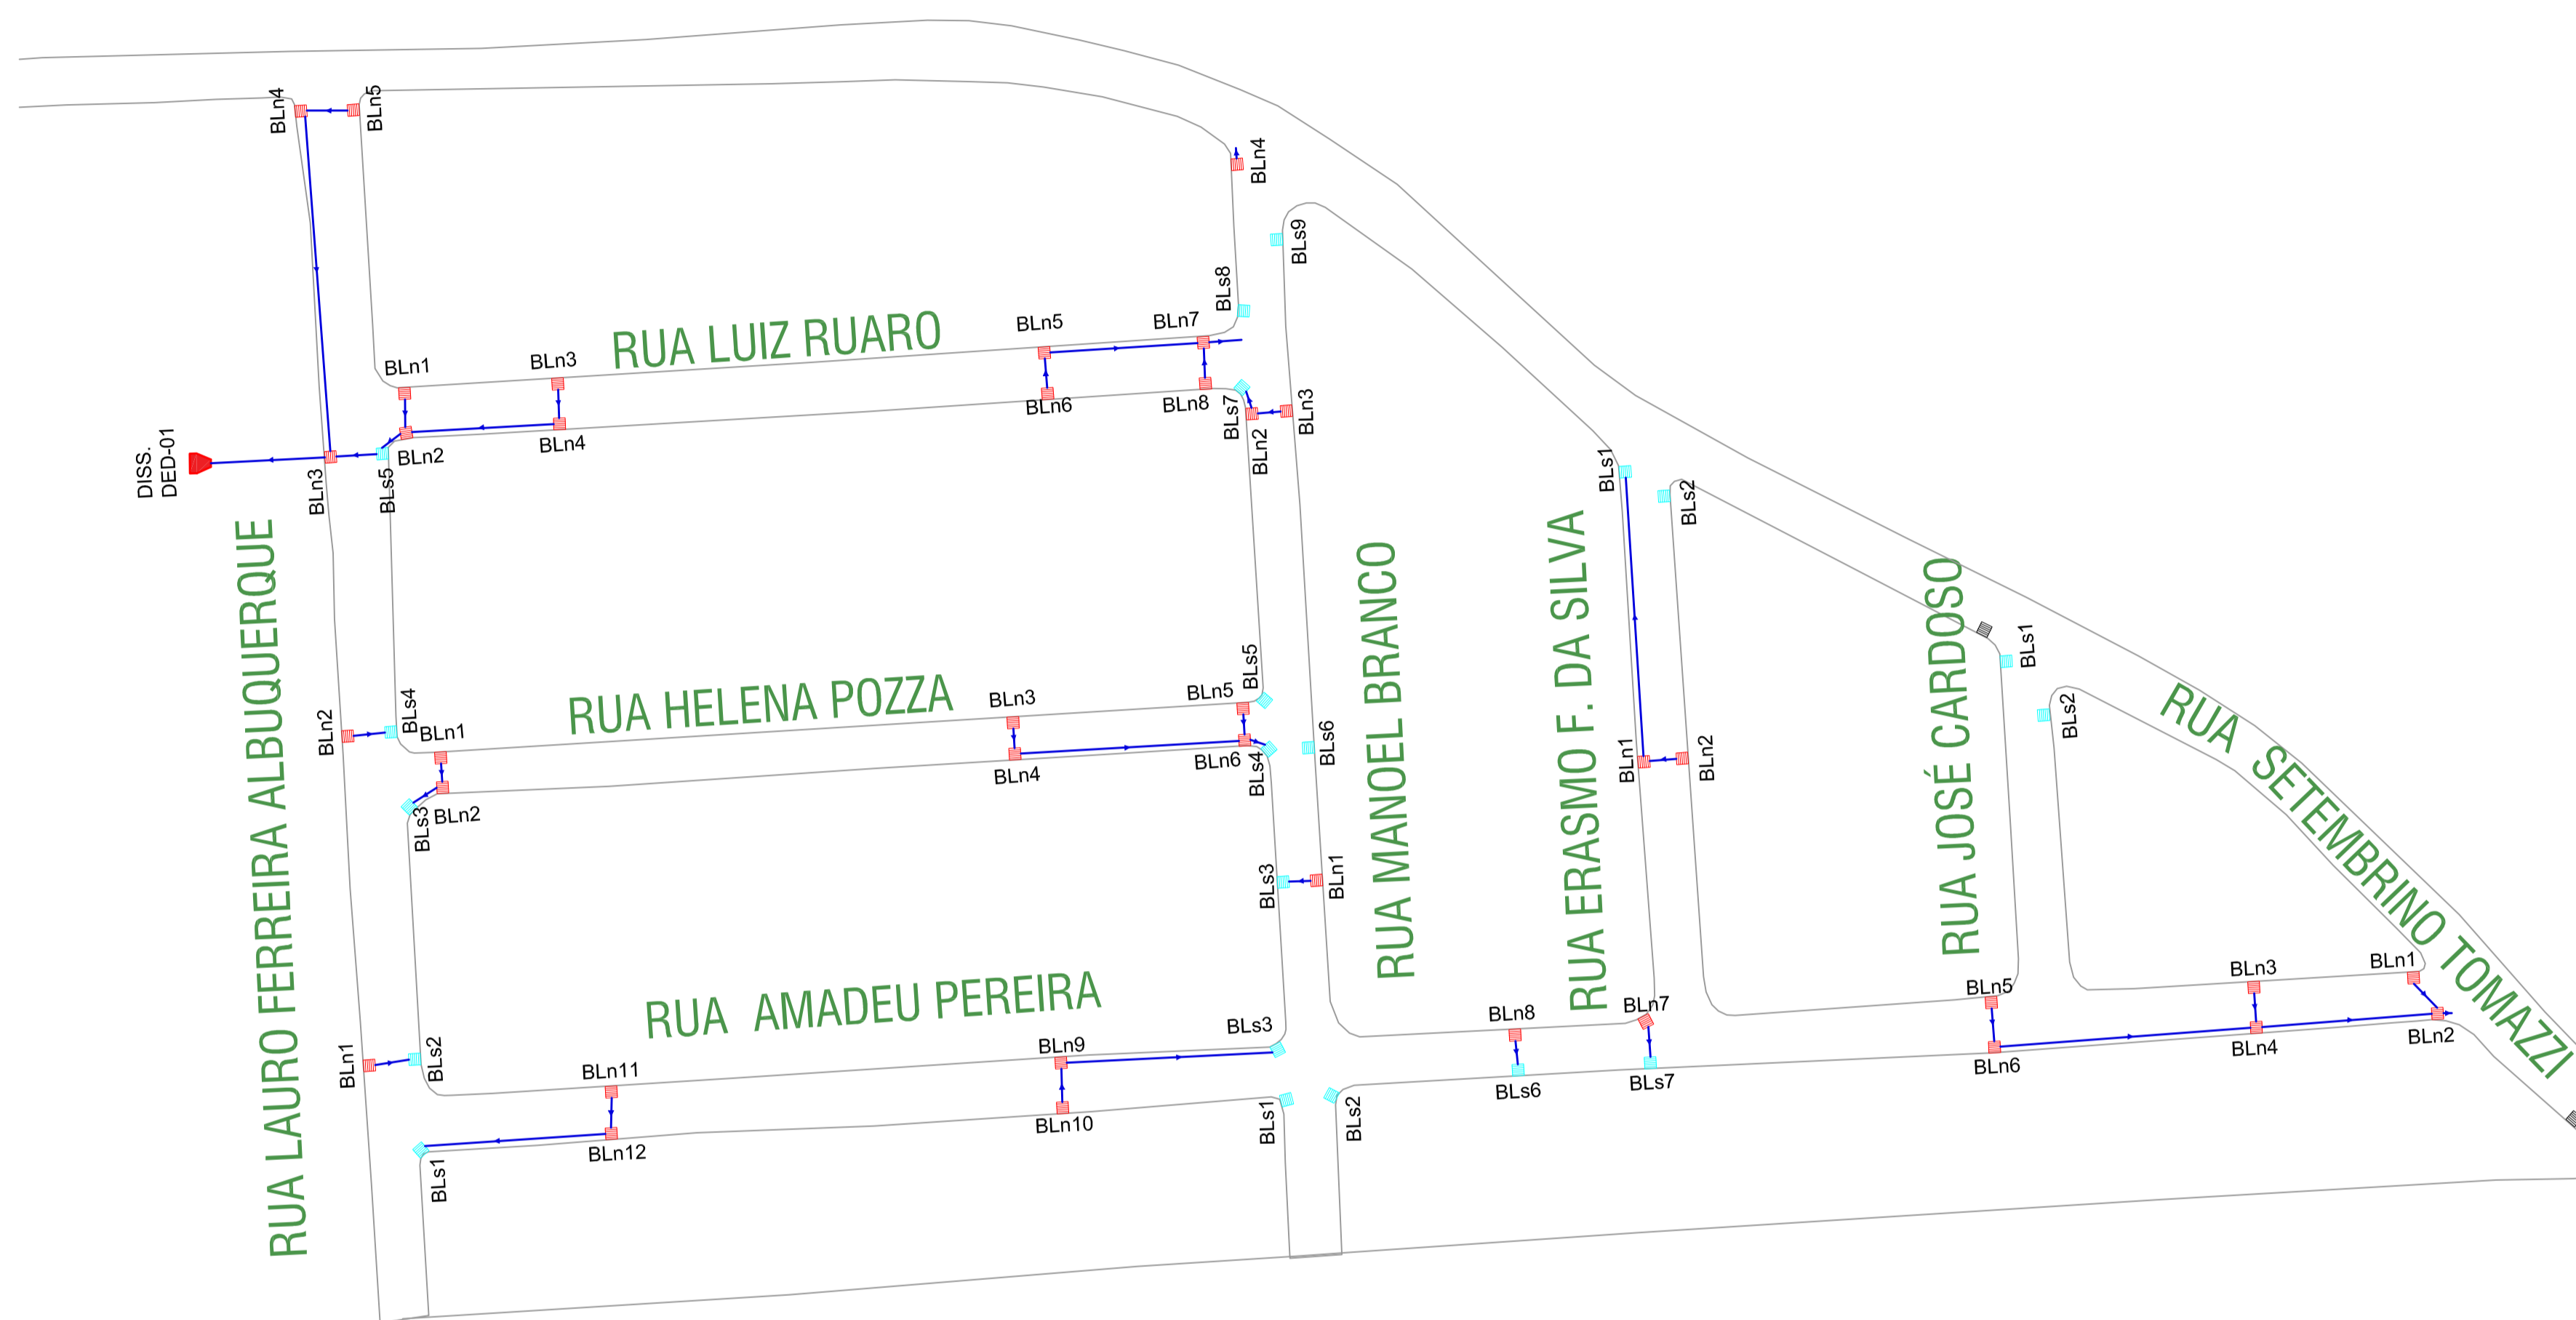 BLn4
BLn5
BLn4
BLs9
BLs8
RUA LUIZ RUARO
BLn1
BLn3
BLn5
BLn7
BLn6
BLn8
BLs7
BLn2
BLn3
BLn4
BLn2
BLs5
BLn3
DISS.
DED-01
BLs1
BLs2
RUA LAURO FERREIRA ALBUQUERQUE
RUA MANOEL BRANCO
RUA ERASMO F. DA SILVA
RUA JOSÉ CARDOSO
RUA SETEMBRINO TOMAZZI
BLs1
BLs2
BLn2
BLs4
BLn1
RUA HELENA POZZA
BLn3
BLn5
BLs5
BLs6
BLn4
BLn6
BLs4
BLn1
BLn2
BLs3
BLn2
BLs3
BLn1
RUA AMADEU PEREIRA
BLn1
BLs2
BLn11
BLn9
BLs3
BLn8
BLn7
BLn5
BLn3
BLn1
BLs1
BLn12
BLn10
BLs1
BLs2
BLs6
BLs7
BLn6
BLn4
BLn2